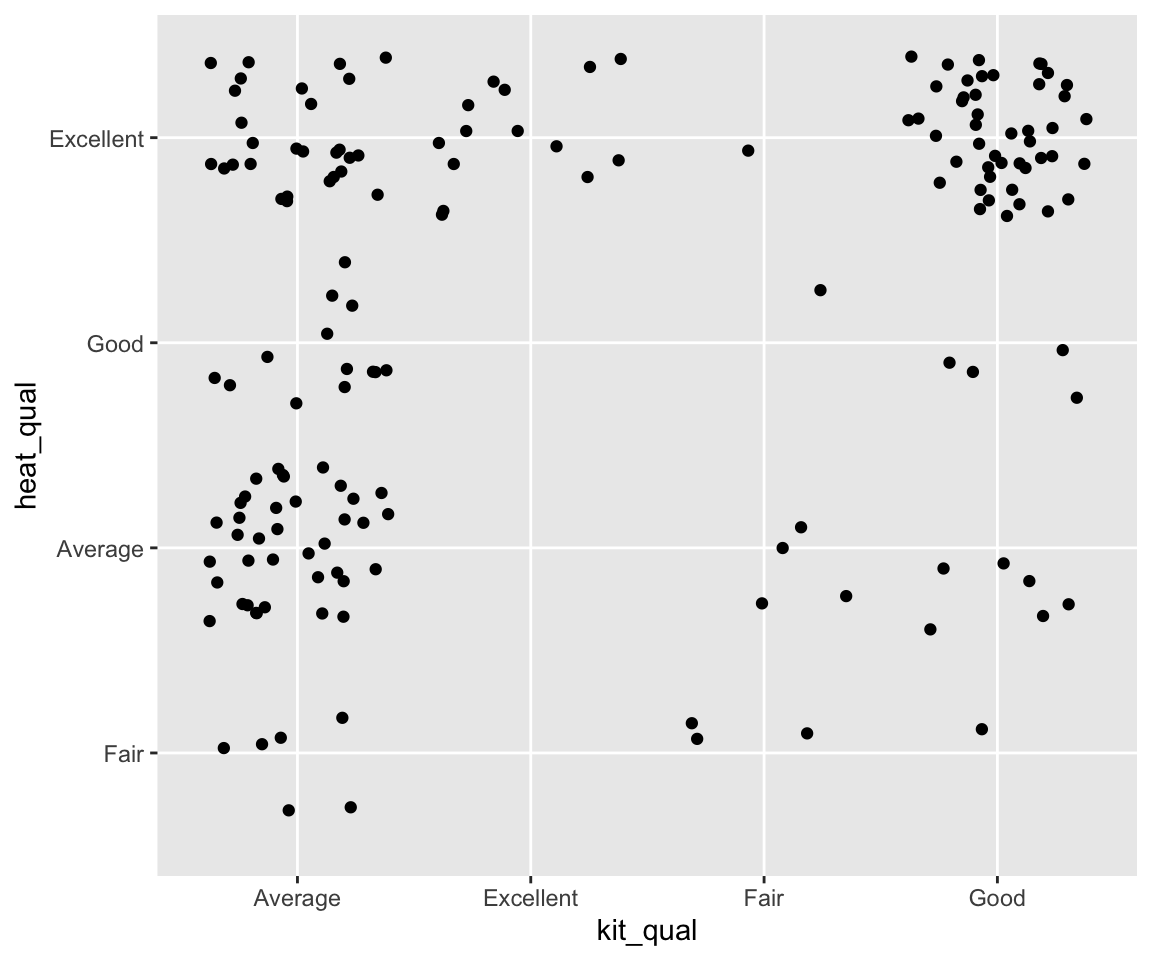 heat_qual
Excellent
Good
Average
Fair
Average
Excellent
Fair
Good
kit_qual